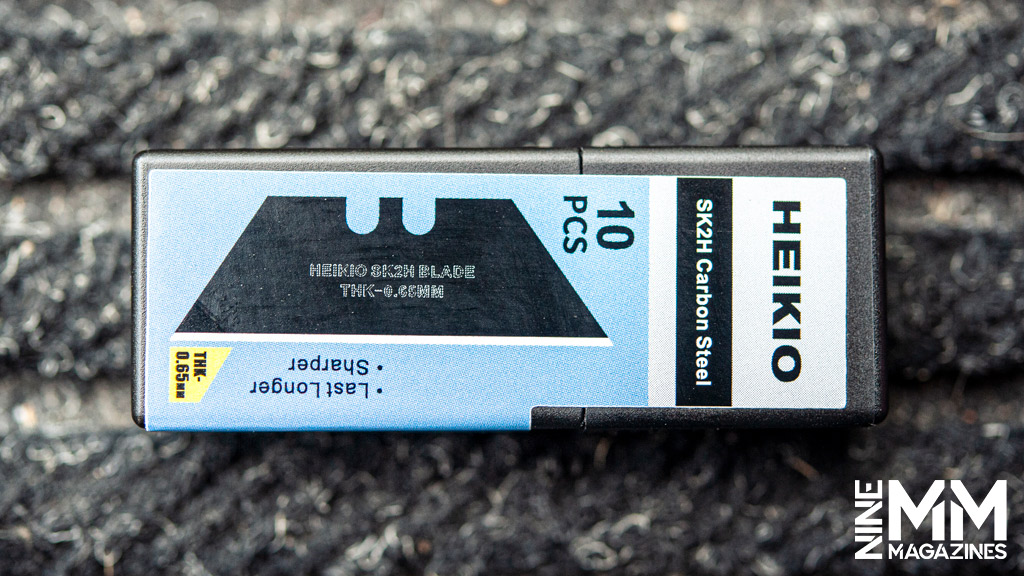 HEIKIO
SK2H Carbon Steel
10
PCS
HEIKIO SK2H BLADE
THK-0.65MM
• Last Longer
• Sharper
THK-
0.65MM
NINE
MM
MAGAZINES